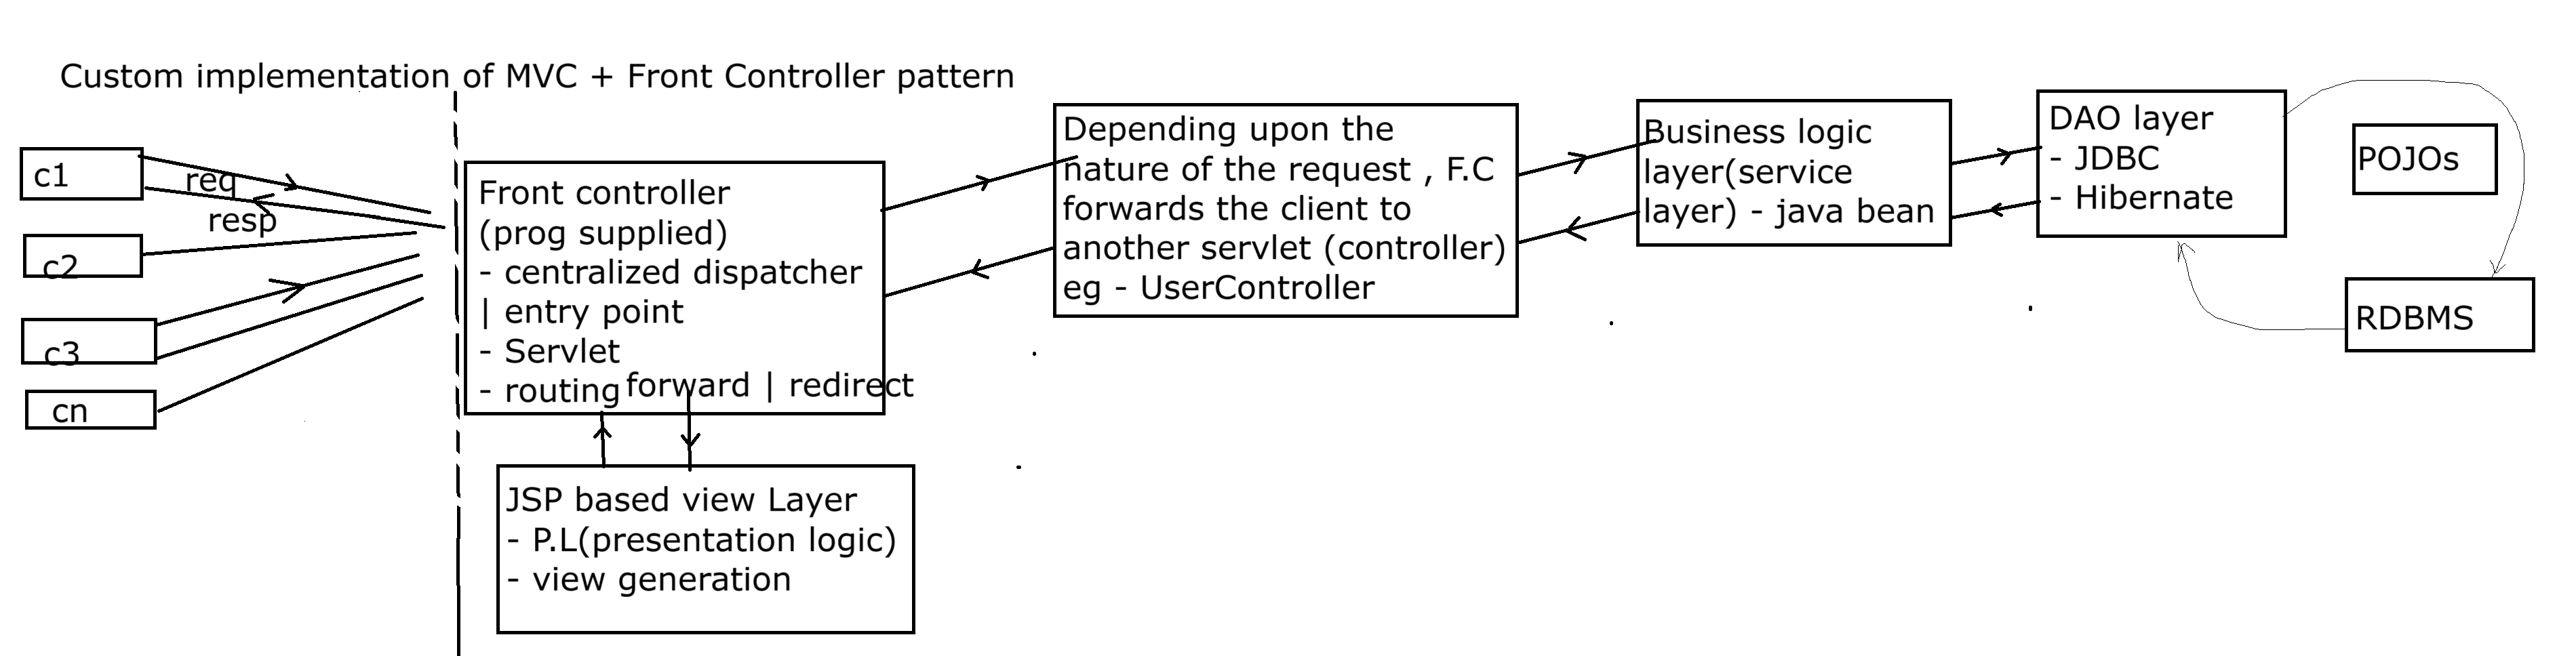 Custom implementation of MVC + Front Controller pattern
c1
req
resp
c2
c3
cn
Front controller
(prog supplied)
- centralized dispatcher
| entry point
- Servlet
- routing
forward | redirect
JSP based view Layer
- P.L(presentation logic)
- view generation
Depending upon the
nature of the request , F.C
forwards the client to
another servlet (controller)
eg - UserController
Business logic
layer(service
layer) - java bean
DAO layer
- JDBC
- Hibernate
POJOs
RDBMS